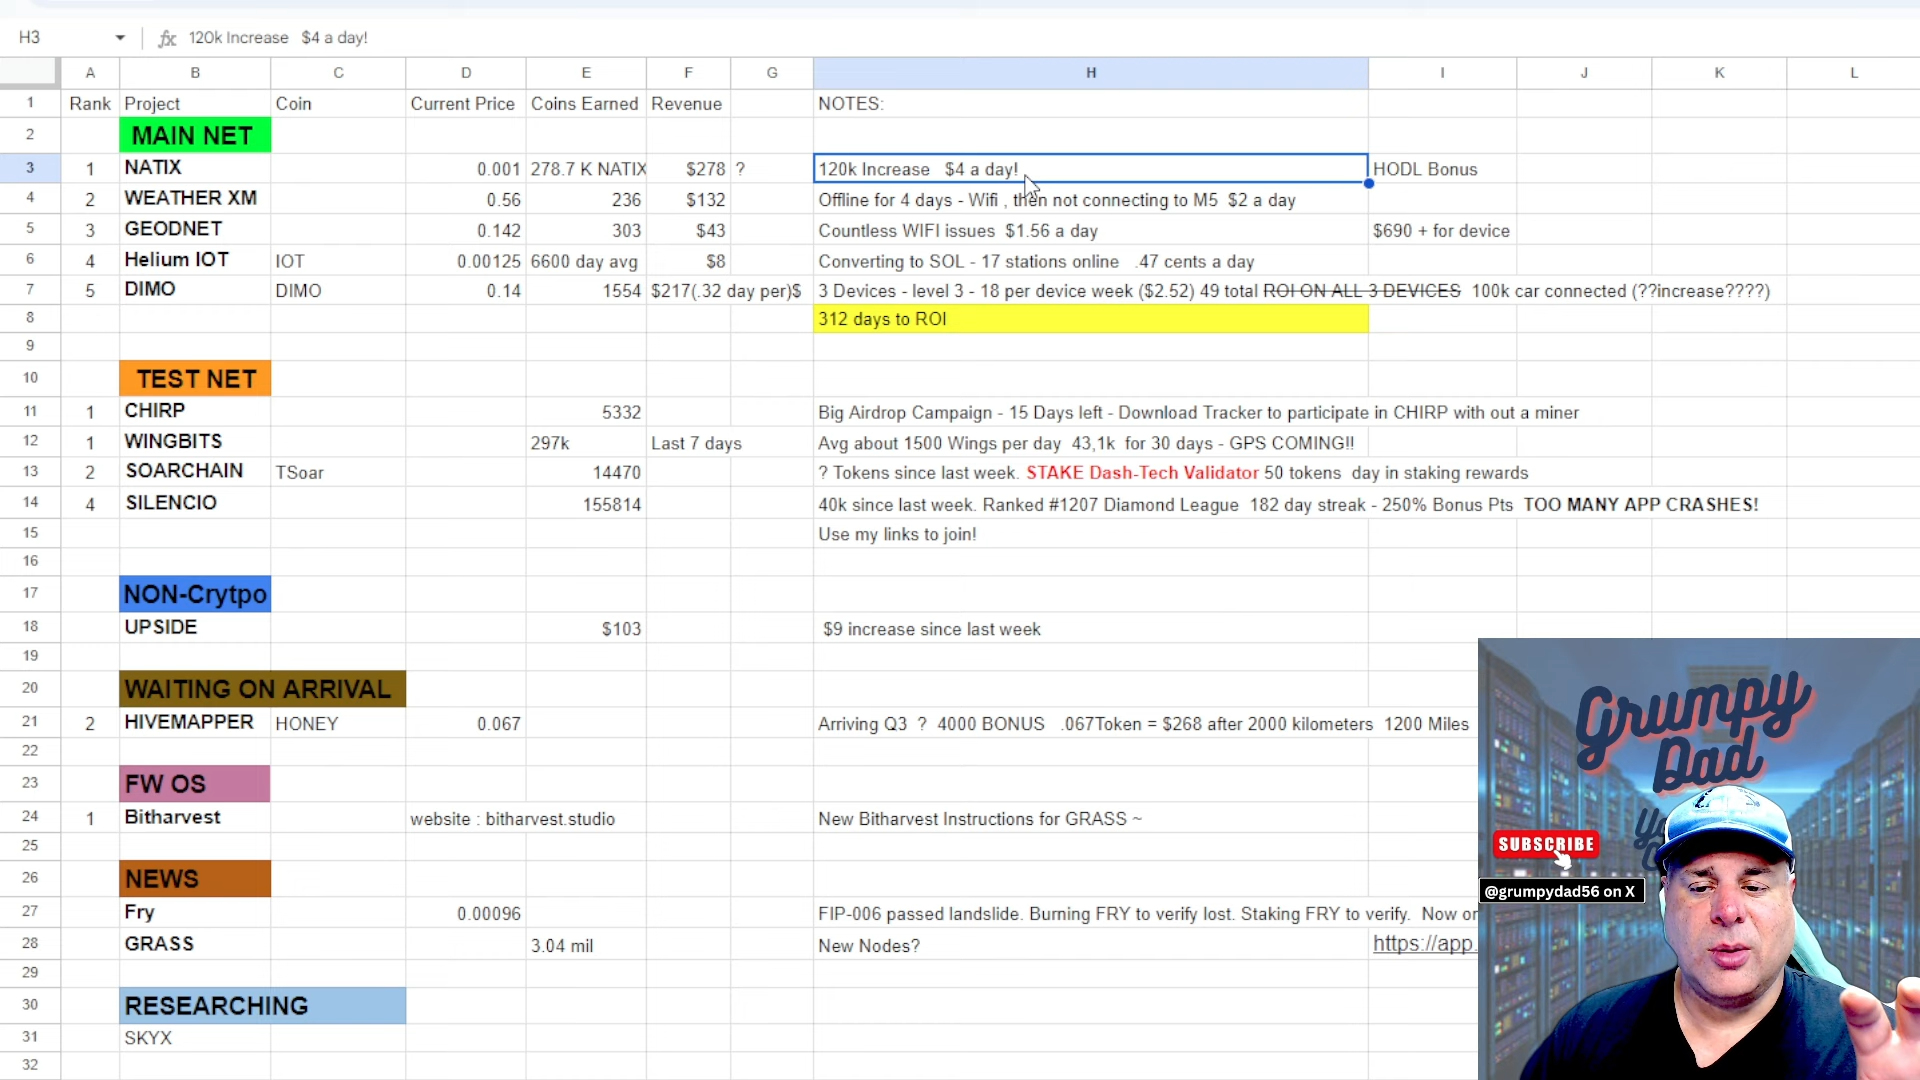 H3 fx 120k Increase $4 a day!
A B C D E F G H I J K L
1 Rank Project Coin Current Price Coins Earned Revenue NOTES:
2 MAIN NET
3 1 NATIX 0.001 278.7 K NATIX $278 ? 120k Increase $4 a day! HODL Bonus
4 2 WEATHER XM 0.56 236 $132 Offline for 4 days - Wifi , then not connecting to M5 $2 a day
5 3 GEODNET 0.142 303 $43 Countless WIFI issues $1.56 a day $690 + for device
6 4 Helium IOT IOT 0.00125 6600 day avg $8 Converting to SOL - 17 stations online .47 cents a day
7 5 DIMO DIMO 0.14 1554 $217(.32 day per)$ 3 Devices - level 3 - 18 per device week ($2.52) 49 total ROI ON ALL 3 DEVICES 100k car connected (??increase????)
8 312 days to ROI
9
10 TEST NET
11 1 CHIRP 5332 Big Airdrop Campaign - 15 Days left - Download Tracker to participate in CHIRP with out a miner
12 1 WINGBITS 297k Last 7 days Avg about 1500 Wings per day 43,1k for 30 days - GPS COMING!!
13 2 SOARCHAIN TSoar 14470 ? Tokens since last week. STAKE Dash-Tech Validator 50 tokens day in staking rewards
14 4 SILENCIO 155814 40k since last week. Ranked #1207 Diamond League 182 day streak - 250% Bonus Pts TOO MANY APP CRASHES!
15 Use my links to join!
16
17 NON-Crytpo
18 UPSIDE $103 $9 increase since last week
19
20 WAITING ON ARRIVAL
21 2 HIVEMAPPER HONEY 0.067 Arriving Q3 ? 4000 BONUS .067Token = $268 after 2000 kilometers 1200 Miles
22
23 FW OS
24 1 Bitharvest website : bitharvest.studio New Bitharvest Instructions for GRASS ~
25
26 NEWS
27 Fry 0.00096 FIP-006 passed landslide. Burning FRY to verify lost. Staking FRY to verify. Now or
28 GRASS 3.04 mil New Nodes? https://app.
29
30 RESEARCHING
31 SKYX
32
Grumpy
Dad
SUBSCRIBE
@grumpydad56 on X